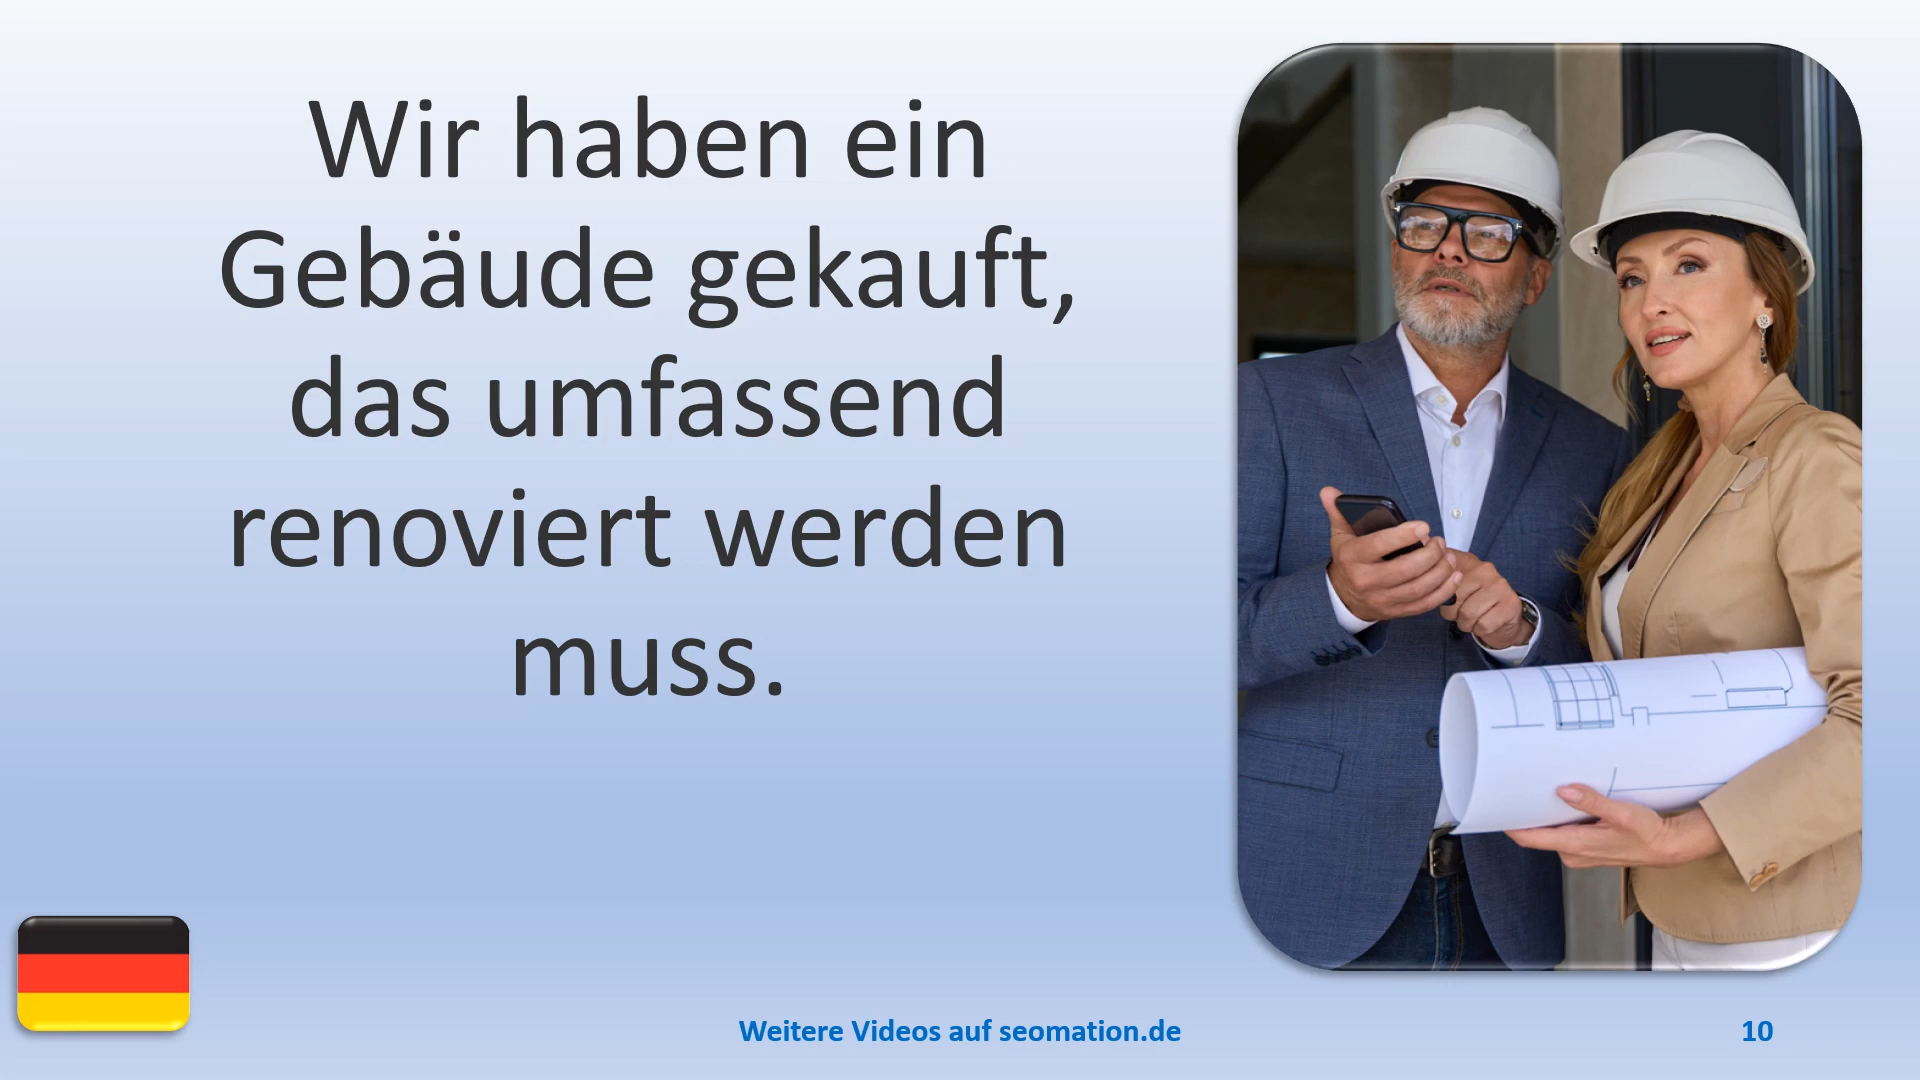 Wir haben ein
Gebäude gekauft,
das umfassend
renoviert werden
muss.
Weitere Videos auf seomation.de
10